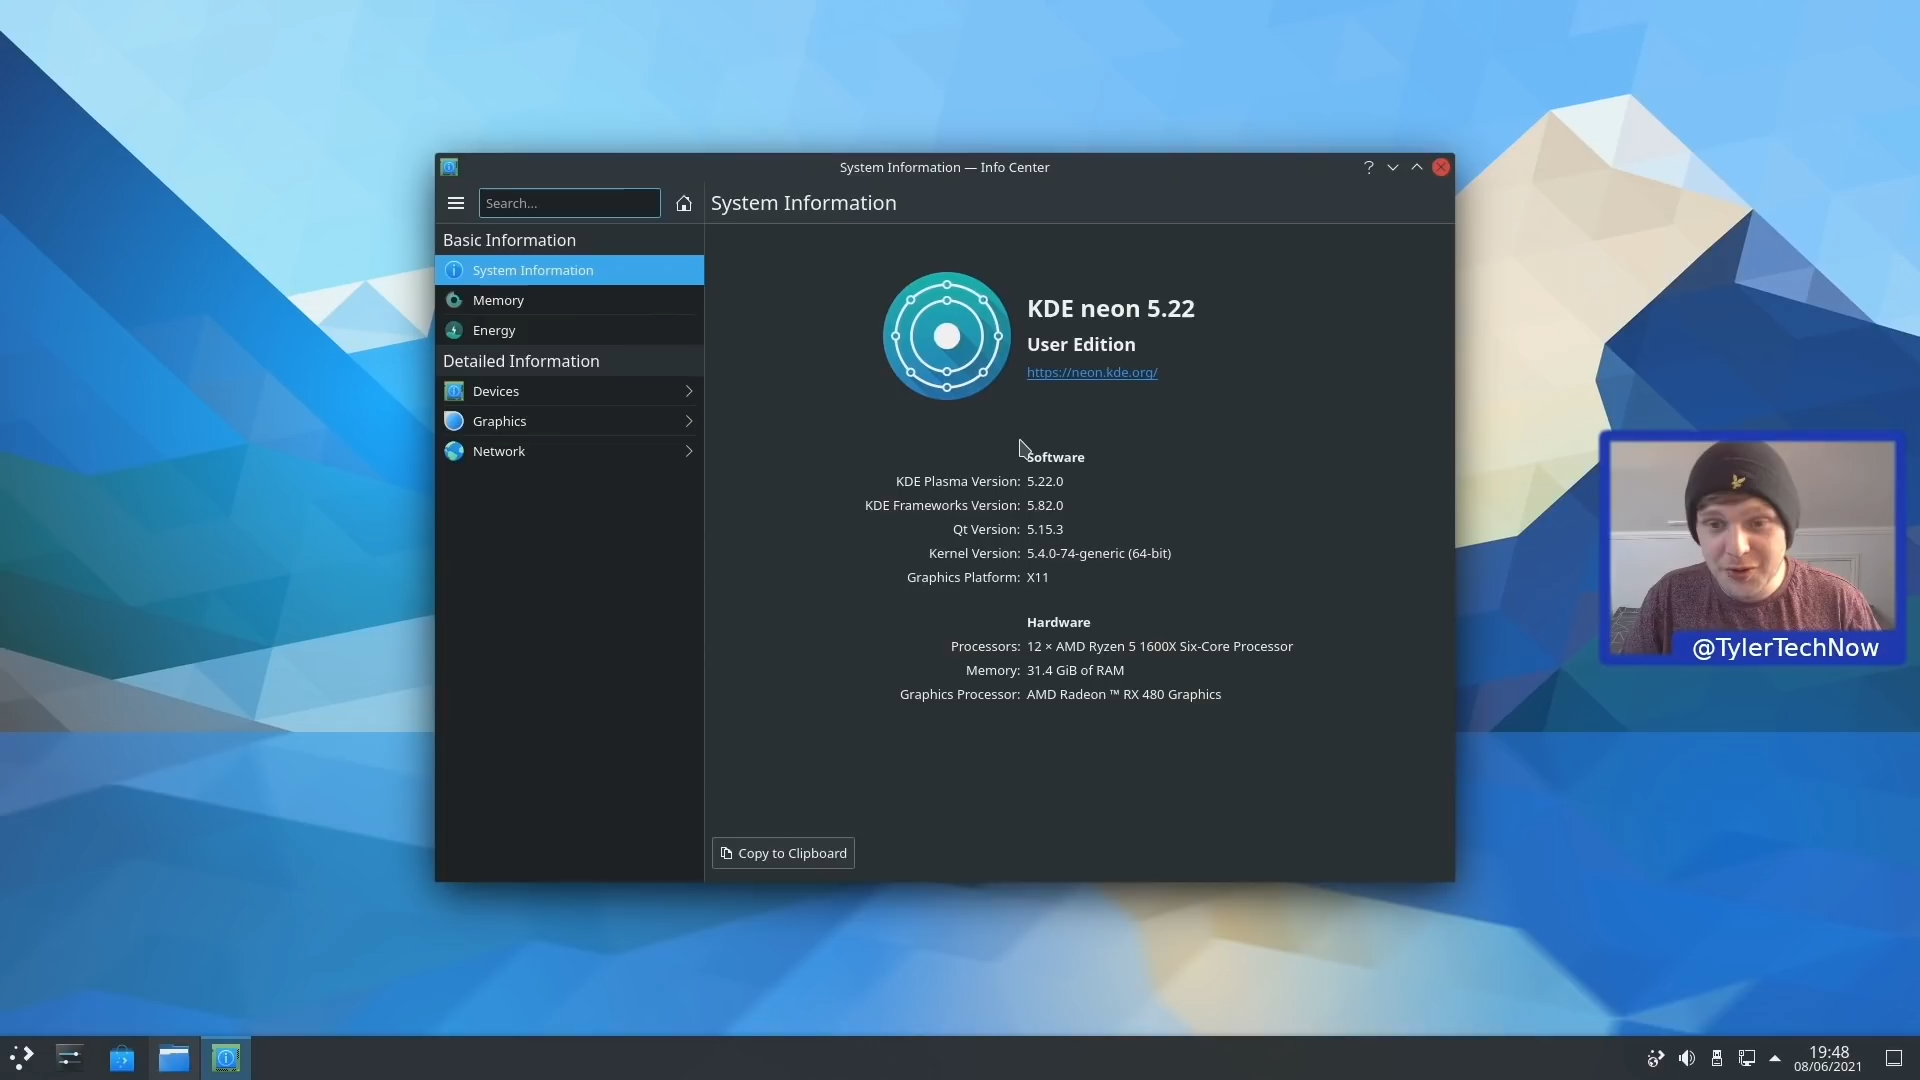 System Information — Info Center
Search...
System Information
Basic Information
System Information
Memory
Energy
Detailed Information
Devices
Graphics
Network
KDE neon 5.22
User Edition
https://neon.kde.org/
Software
KDE Plasma Version: 5.22.0
KDE Frameworks Version: 5.82.0
Qt Version: 5.15.3
Kernel Version: 5.4.0-74-generic (64-bit)
Graphics Platform: X11
Hardware
Processors: 12 × AMD Ryzen 5 1600X Six-Core Processor
Memory: 31.4 GiB of RAM
Graphics Processor: AMD Radeon ™ RX 480 Graphics
Copy to Clipboard
@TylerTechNow
19:48
08/06/2021